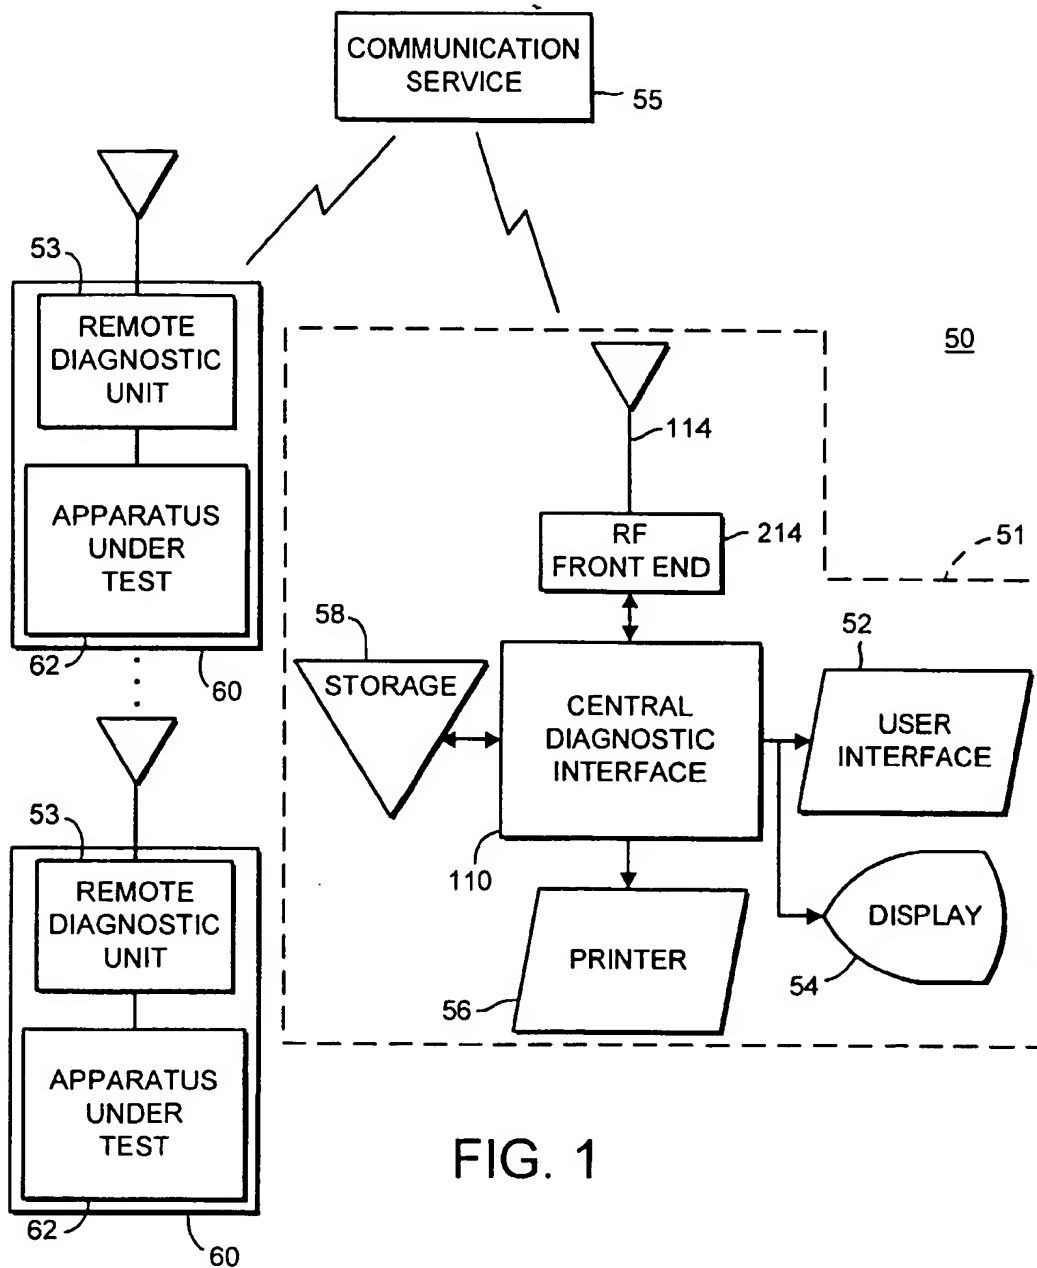 COMMUNICATION
SERVICE
55
53
REMOTE
DIAGNOSTIC
UNIT
APPARATUS
UNDER
TEST
62
60
50
114
RF
FRONT END
214
51
58
STORAGE
CENTRAL
DIAGNOSTIC
INTERFACE
110
52
USER
INTERFACE
DISPLAY
54
PRINTER
56
53
REMOTE
DIAGNOSTIC
UNIT
APPARATUS
UNDER
TEST
62
60
FIG. 1